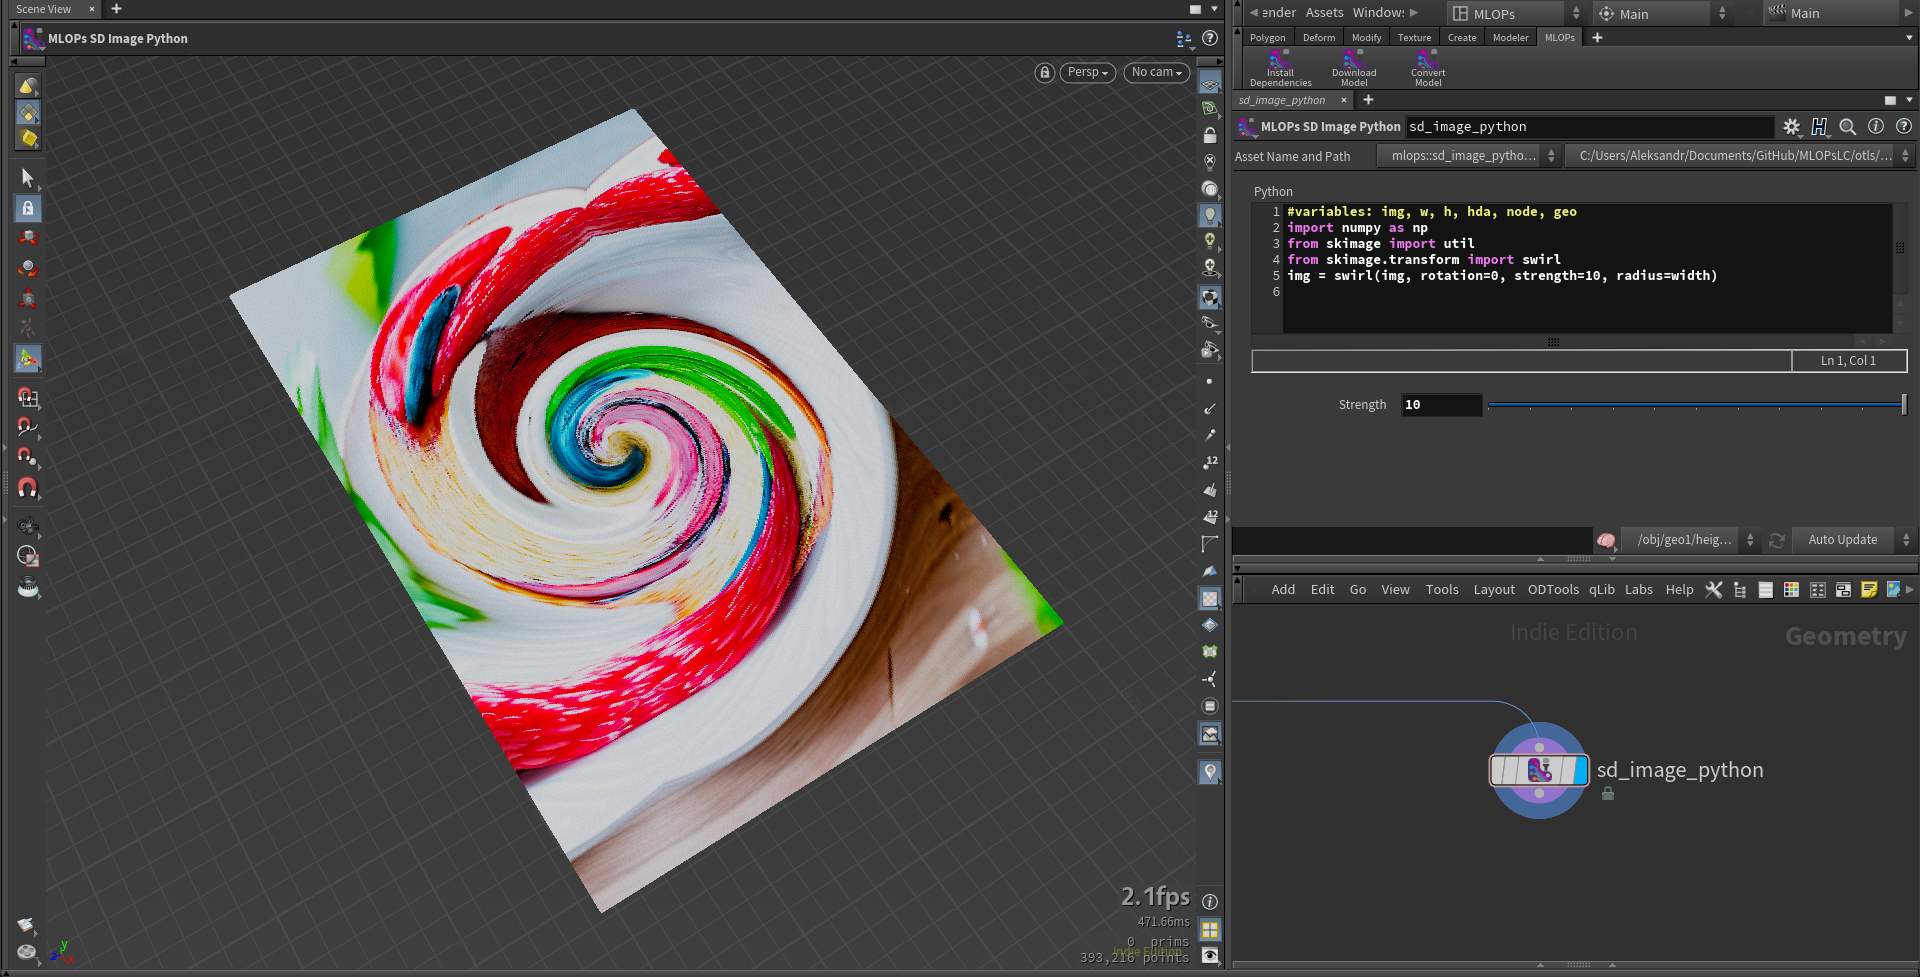 Scene View × +
MLOPs SD Image Python
Persp
No cam
12
12
2.1fps
471.66ms
0 prims
Indie Edition
393,216 points
y
z x
ender Assets Window:
MLOPs
Main
Main
Polygon Deform Modify Texture Create Modeler MLOPs +
Install Dependencies
Download Model
Convert Model
sd_image_python × +
MLOPs SD Image Python sd_image_python
Asset Name and Path mlops::sd_image_pytho... C:/Users/Aleksandr/Documents/GitHub/MLOPsLC/otls/...
Python
1 #variables: img, w, h, hda, node, geo
2 import numpy as np
3 from skimage import util
4 from skimage.transform import swirl
5 img = swirl(img, rotation=0, strength=10, radius=width)
6
Ln 1, Col 1
Strength 10
/obj/geo1/heig... Auto Update
Add Edit Go View Tools Layout ODTools qLib Labs Help
Indie Edition
Geometry
sd_image_python